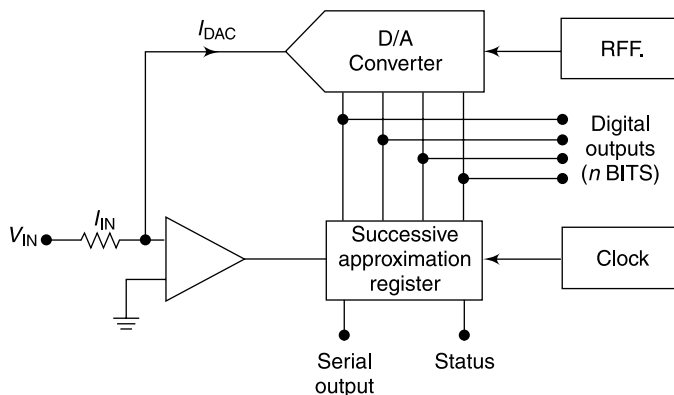 I_DAC
D/A
Converter
RFF.
Digital
outputs
(n BITS)
V_IN
I_IN
Successive
approximation
register
Clock
Serial
output
Status